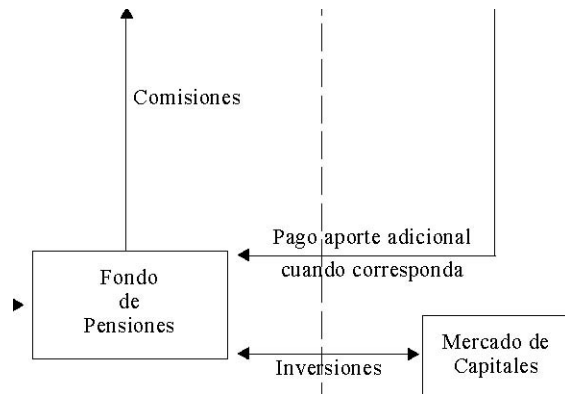 Comisiones
Pago aporte adicional
cuando corresponda
Fondo
de
Pensiones
Inversiones
Mercado de
Capitales